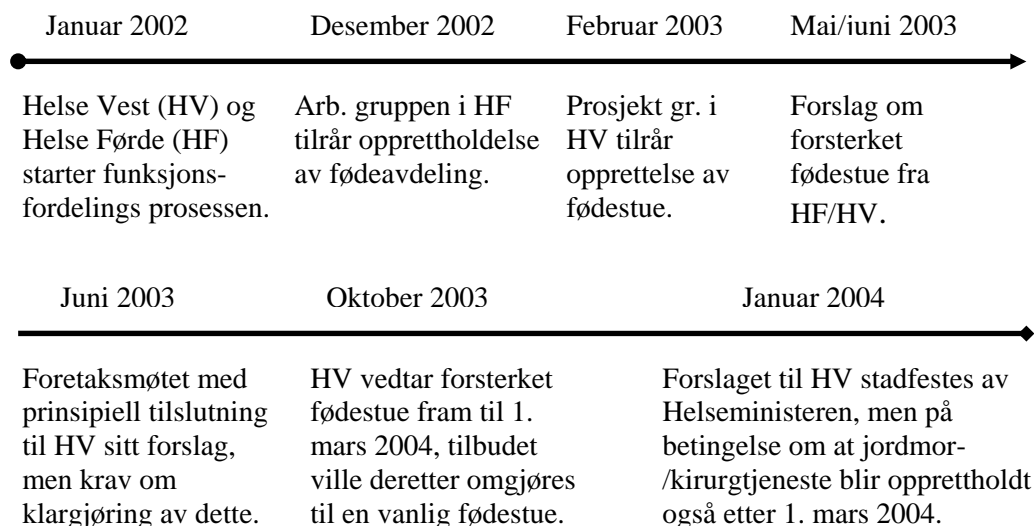 Januar 2002
Desember 2002
Februar 2003
Mai/juni 2003
Helse Vest (HV) og
Helse Førde (HF)
starter funksjons-
fordelings prosessen.
Arb. gruppen i HF
tilrår opprettholdelse
av fødeavdeling.
Prosjekt gr. i
HV tilrår
opprettelse av
fødestue.
Forslag om
forsterket
fødestue fra
HF/HV.
Juni 2003
Oktober 2003
Januar 2004
Foretaksmøtet med
prinsipiell tilslutning
til HV sitt forslag,
men krav om
klargjøring av dette.
HV vedtar forsterket
fødestue fram til 1.
mars 2004, tilbudet
ville deretter omgjøres
til en vanlig fødestue.
Forslaget til HV stadfestes av
Helseministeren, men på
betingelse om at jordmor-
/kirurgtjeneste blir opprettholdt
også etter 1. mars 2004.